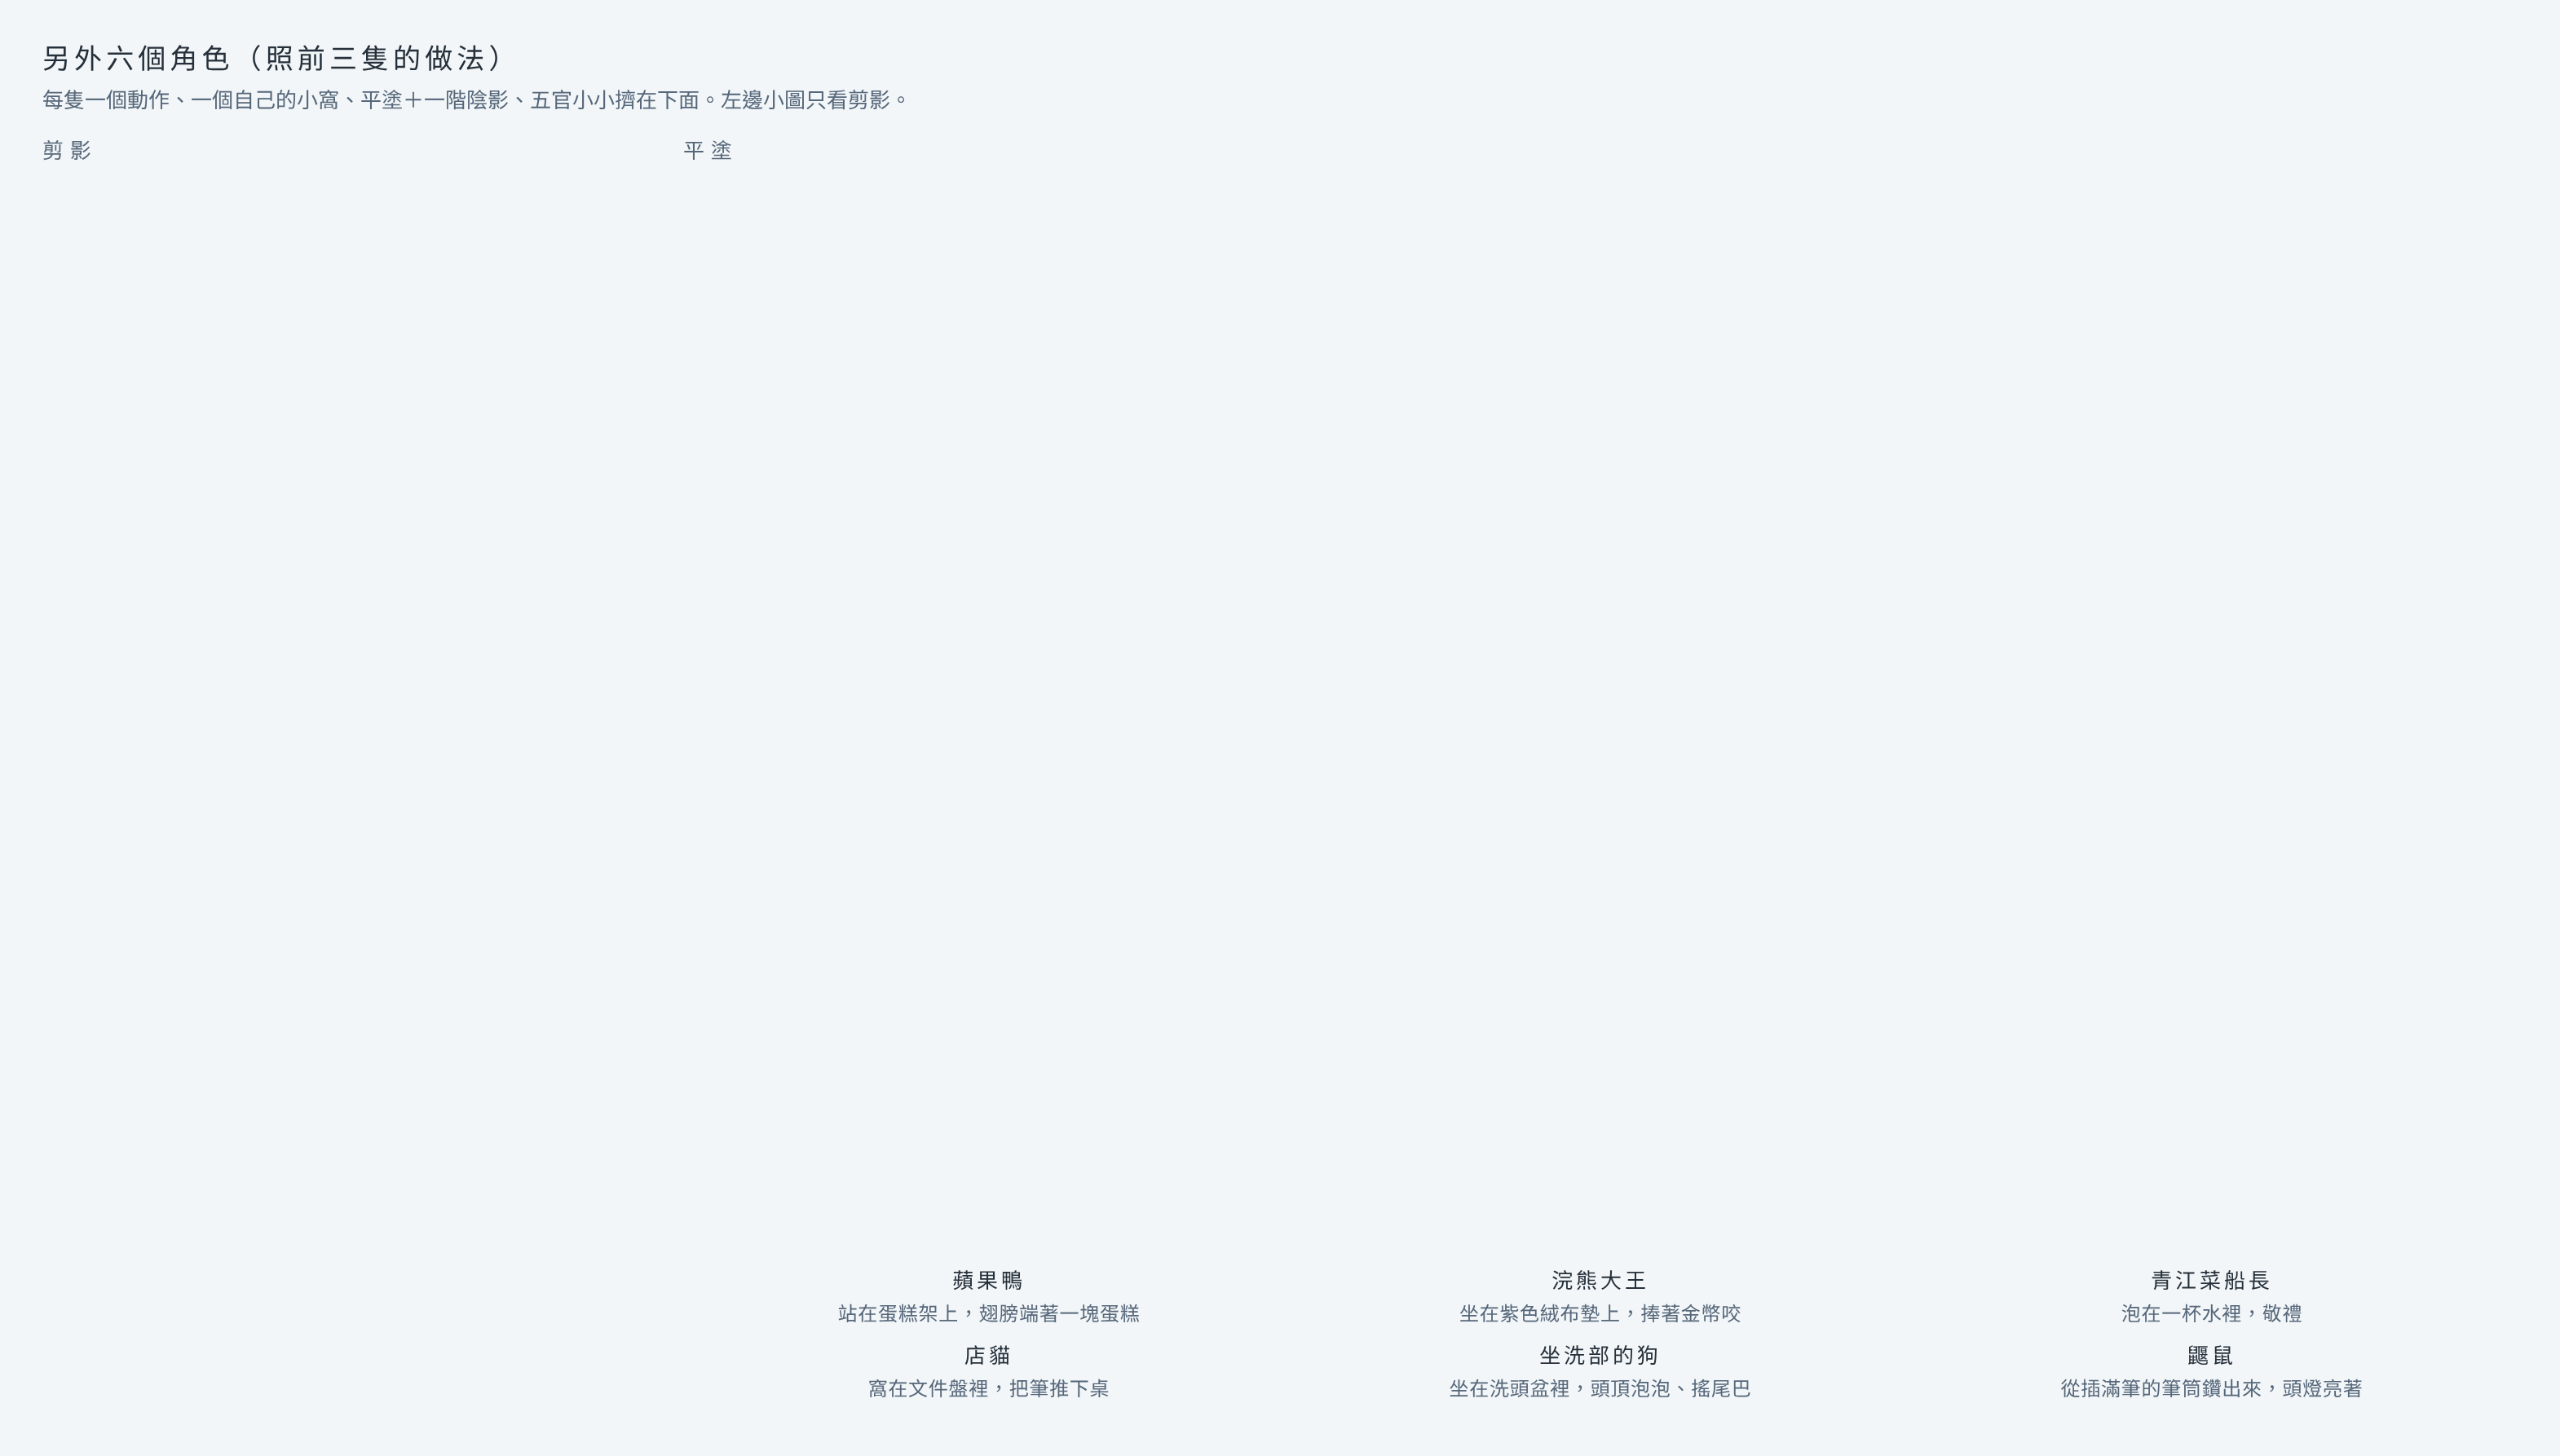 另外六個角色（照前三隻的做法）
每隻一個動作、一個自己的小窩、平塗＋一階陰影、五官小小擠在下面。左邊小圖只看剪影。
剪影
平塗
蘋果鴨
浣熊大王
青江菜船長
站在蛋糕架上，翅膀端著一塊蛋糕
坐在紫色絨布墊上，捧著金幣咬
泡在一杯水裡，敬禮
店貓
坐洗部的狗
鼴鼠
窩在文件盤裡，把筆推下桌
坐在洗頭盆裡，頭頂泡泡、搖尾巴
從插滿筆的筆筒鑽出來，頭燈亮著